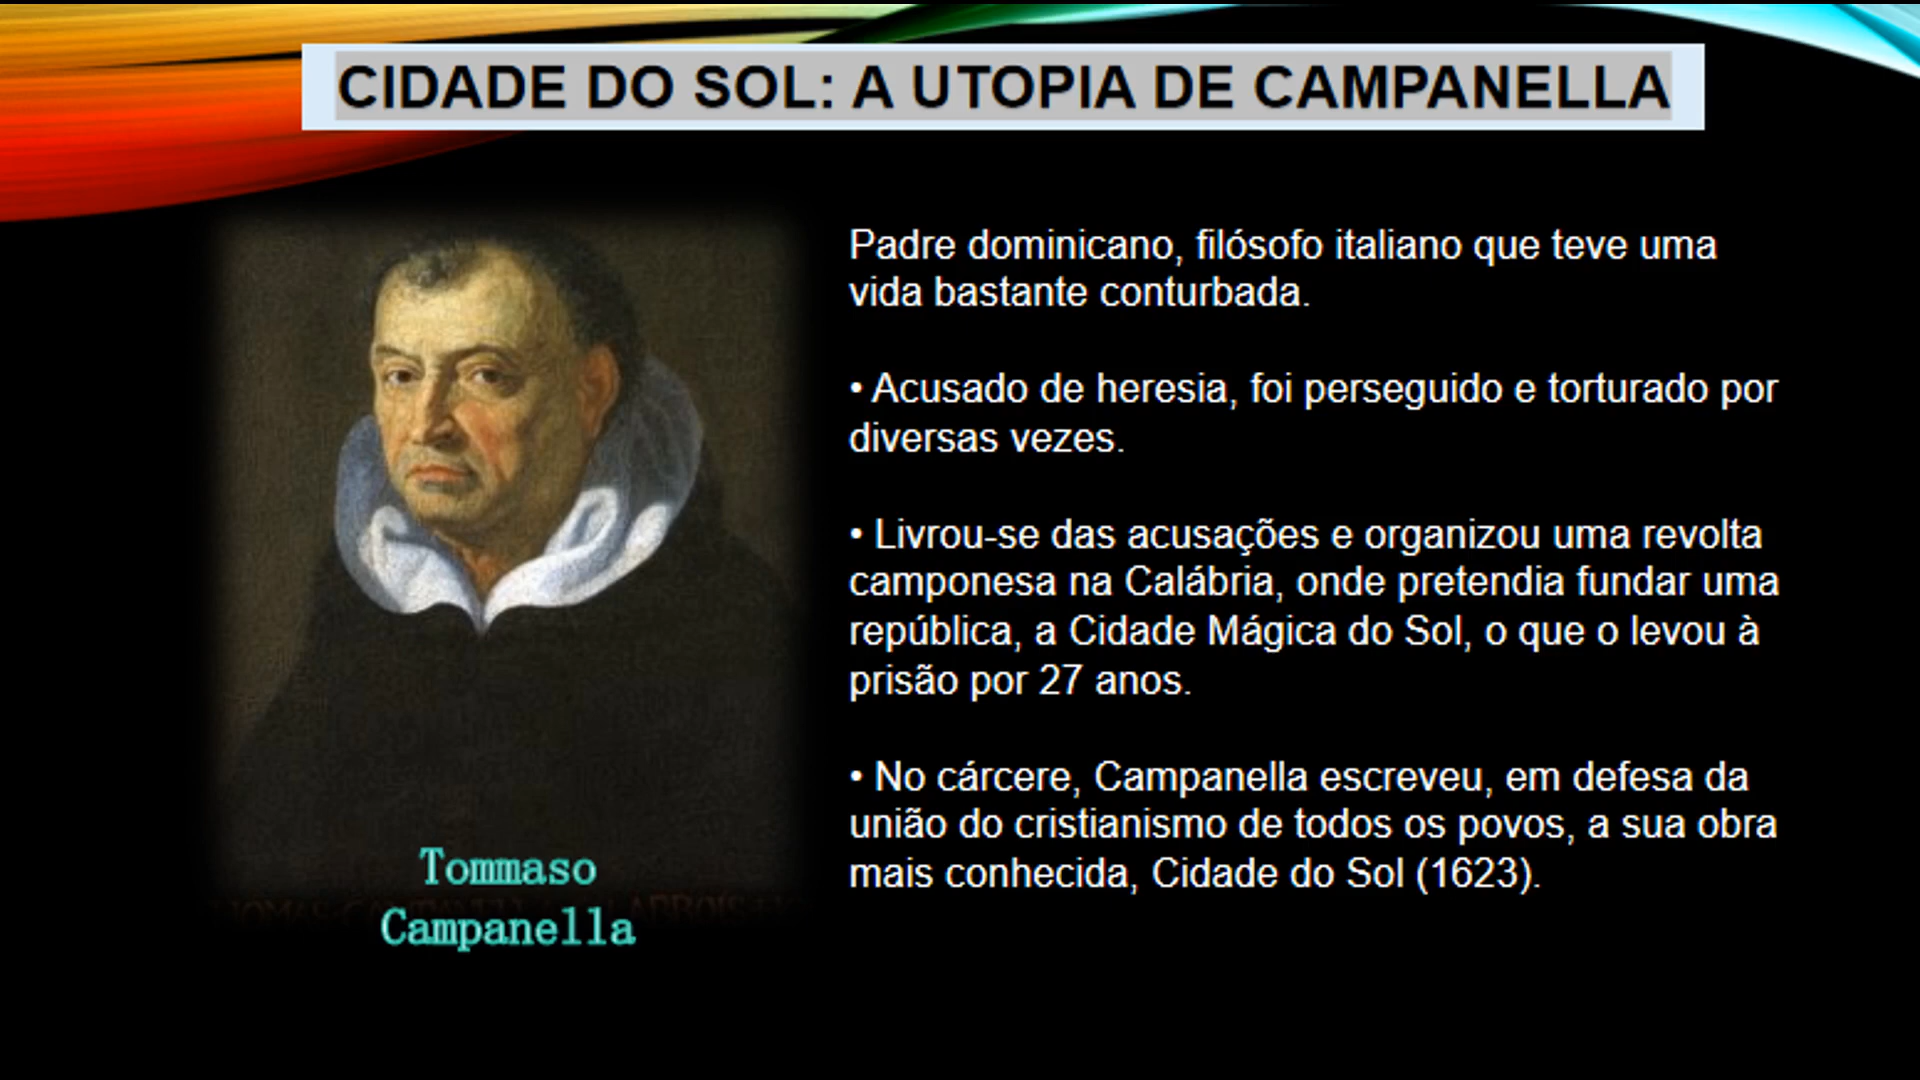 CIDADE DO SOL: A UTOPIA DE CAMPANELLA
Padre dominicano, filósofo italiano que teve uma
vida bastante conturbada.
• Acusado de heresia, foi perseguido e torturado por
diversas vezes.
• Livrou-se das acusações e organizou uma revolta
camponesa na Calábria, onde pretendia fundar uma
república, a Cidade Mágica do Sol, o que o levou à
prisão por 27 anos.
• No cárcere, Campanella escreveu, em defesa da
união do cristianismo de todos os povos, a sua obra
mais conhecida, Cidade do Sol (1623).
Tommaso
Campanella